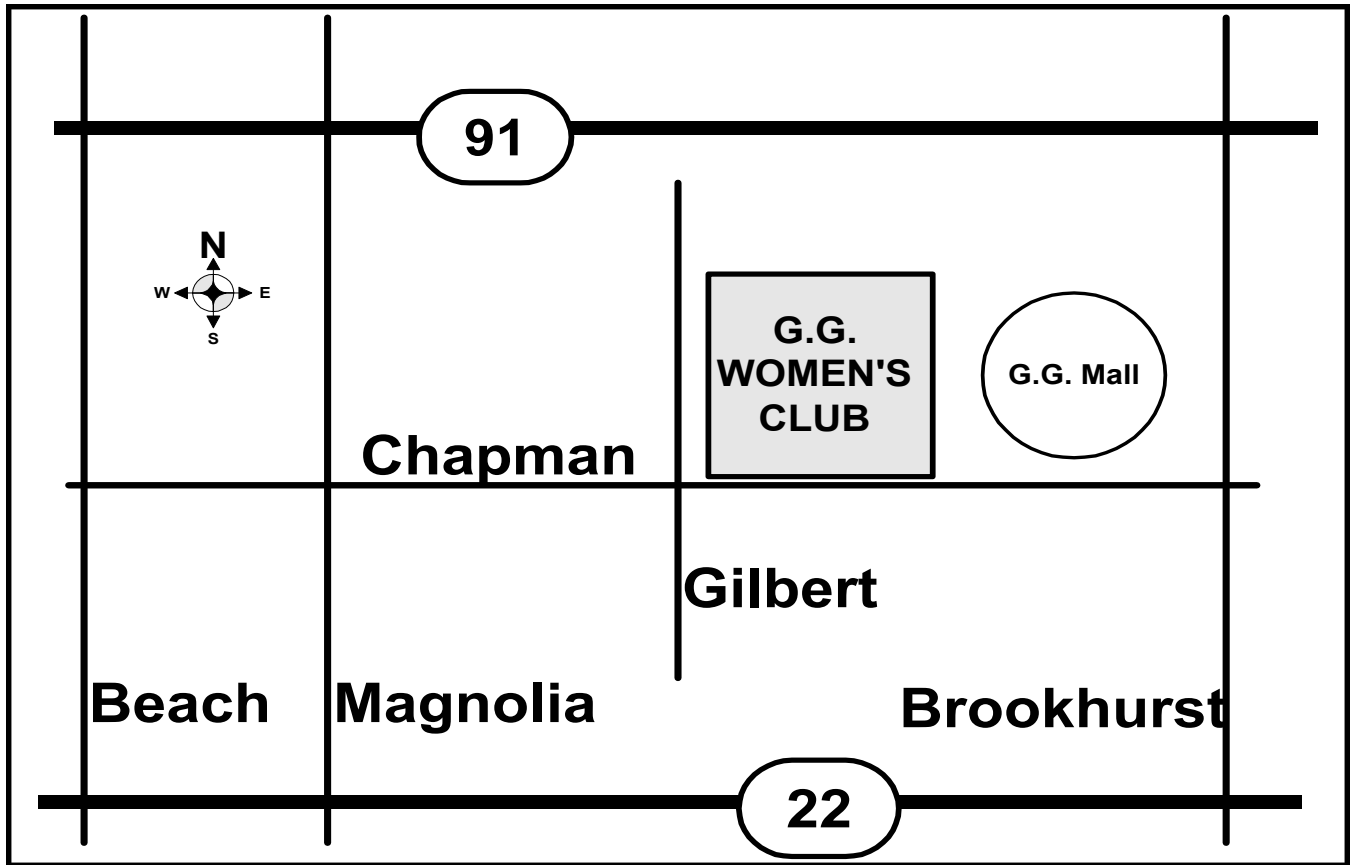 91
N
W
E
S
G.G.
WOMEN'S
CLUB
G.G. Mall
Chapman
Gilbert
Beach
Magnolia
Brookhurst
22